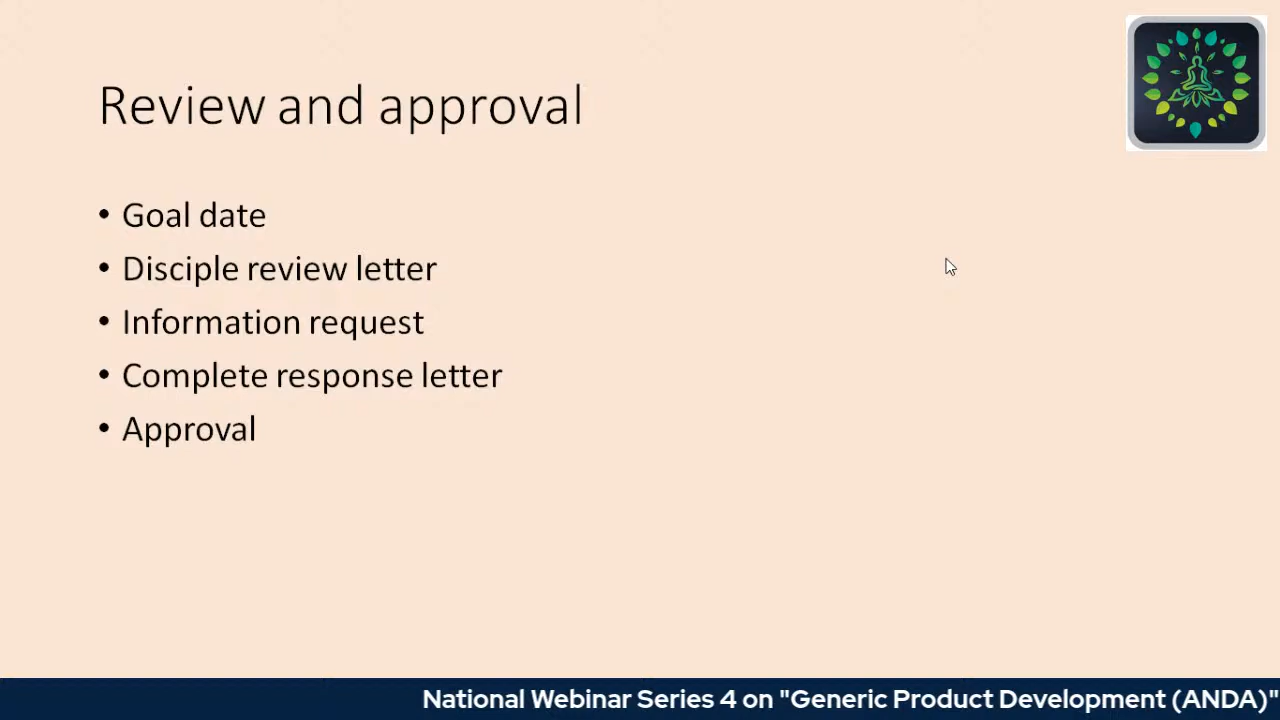 Review and approval
• Goal date
• Disciple review letter
• Information request
• Complete response letter
• Approval
National Webinar Series 4 on "Generic Product Development (ANDA)"